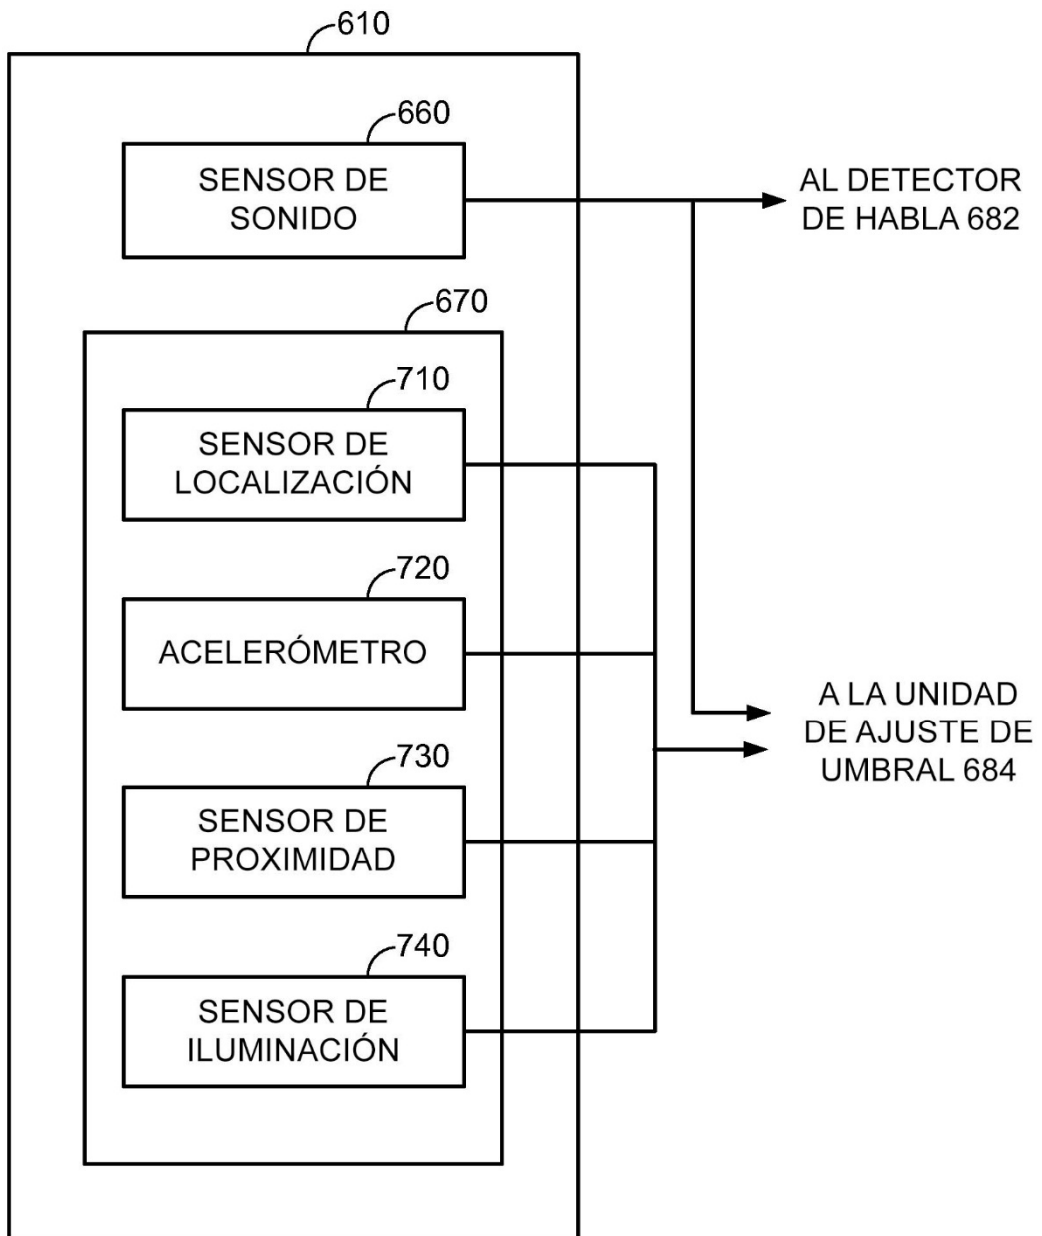 610
660
SENSOR DE
SONIDO
AL DETECTOR
DE HABLA 682
670
710
SENSOR DE
LOCALIZACIÓN
720
ACELERÓMETRO
A LA UNIDAD
DE AJUSTE DE
UMBRAL 684
730
SENSOR DE
PROXIMIDAD
740
SENSOR DE
ILUMINACIÓN